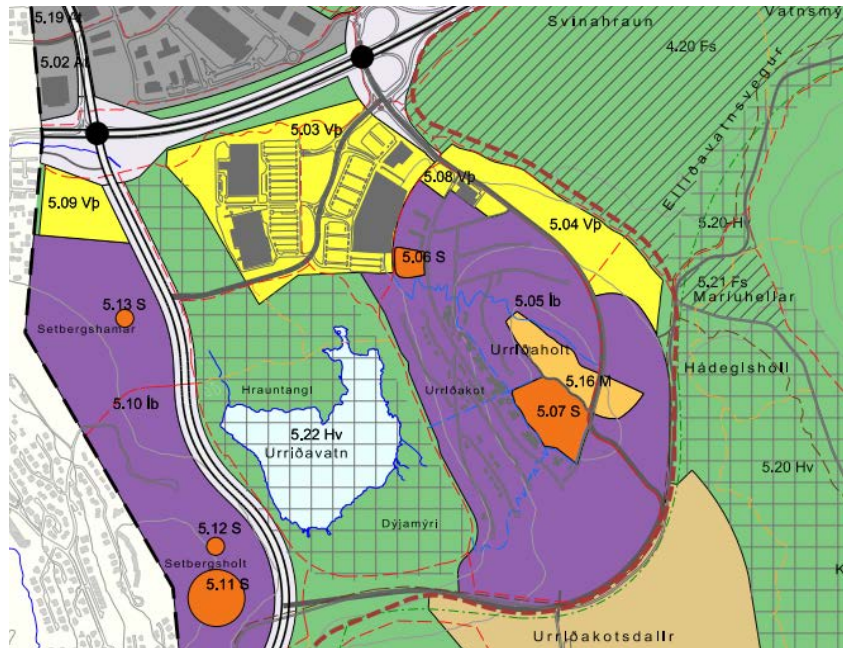 5.19 At
Svínahraun
Vatnsmý
5.02 At
4.20 Fs
Elliðavatnsvegur
5.03 Vþ
5.08 Vþ
5.09 Vþ
5.04 Vþ
5.20 Hv
5.06 S
5.21 Fs
Maríuhellar
5.13 S
5.05 Íb
Setbergshamar
Urriðaholt
Hádegishóll
5.16 M
Hrauntangi
Urriðakot
5.10 Íb
5.07 S
5.22 Hv
Urriðavatn
5.20 Hv
Dýjamýri
5.12 S
Setbergsholt
K
5.11 S
Urriðakotsdalir